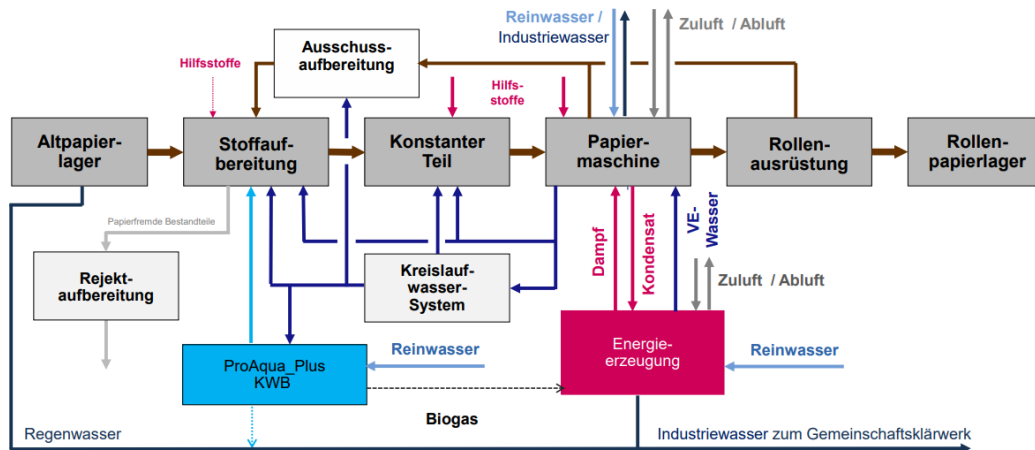 Reinwasser /
Industriewasser
Zuluft / Abluft
Ausschuss-
aufbereitung
Hilfsstoffe
Hilfs-
stoffe
Altpapier-
lager
Stoffauf-
bereitung
Konstanter
Teil
Papier-
maschine
Rollen-
ausrüstung
Rollen-
papierlager
Papierfremde Bestandteile
Dampf
Kondensat
VE-
Wasser
Rejekt-
aufbereitung
Kreislauf-
wasser-
System
Zuluft / Abluft
ProAqua_Plus
KWB
Reinwasser
Energie-
erzeugung
Reinwasser
Biogas
Regenwasser
Industriewasser zum Gemeinschaftsklärwerk